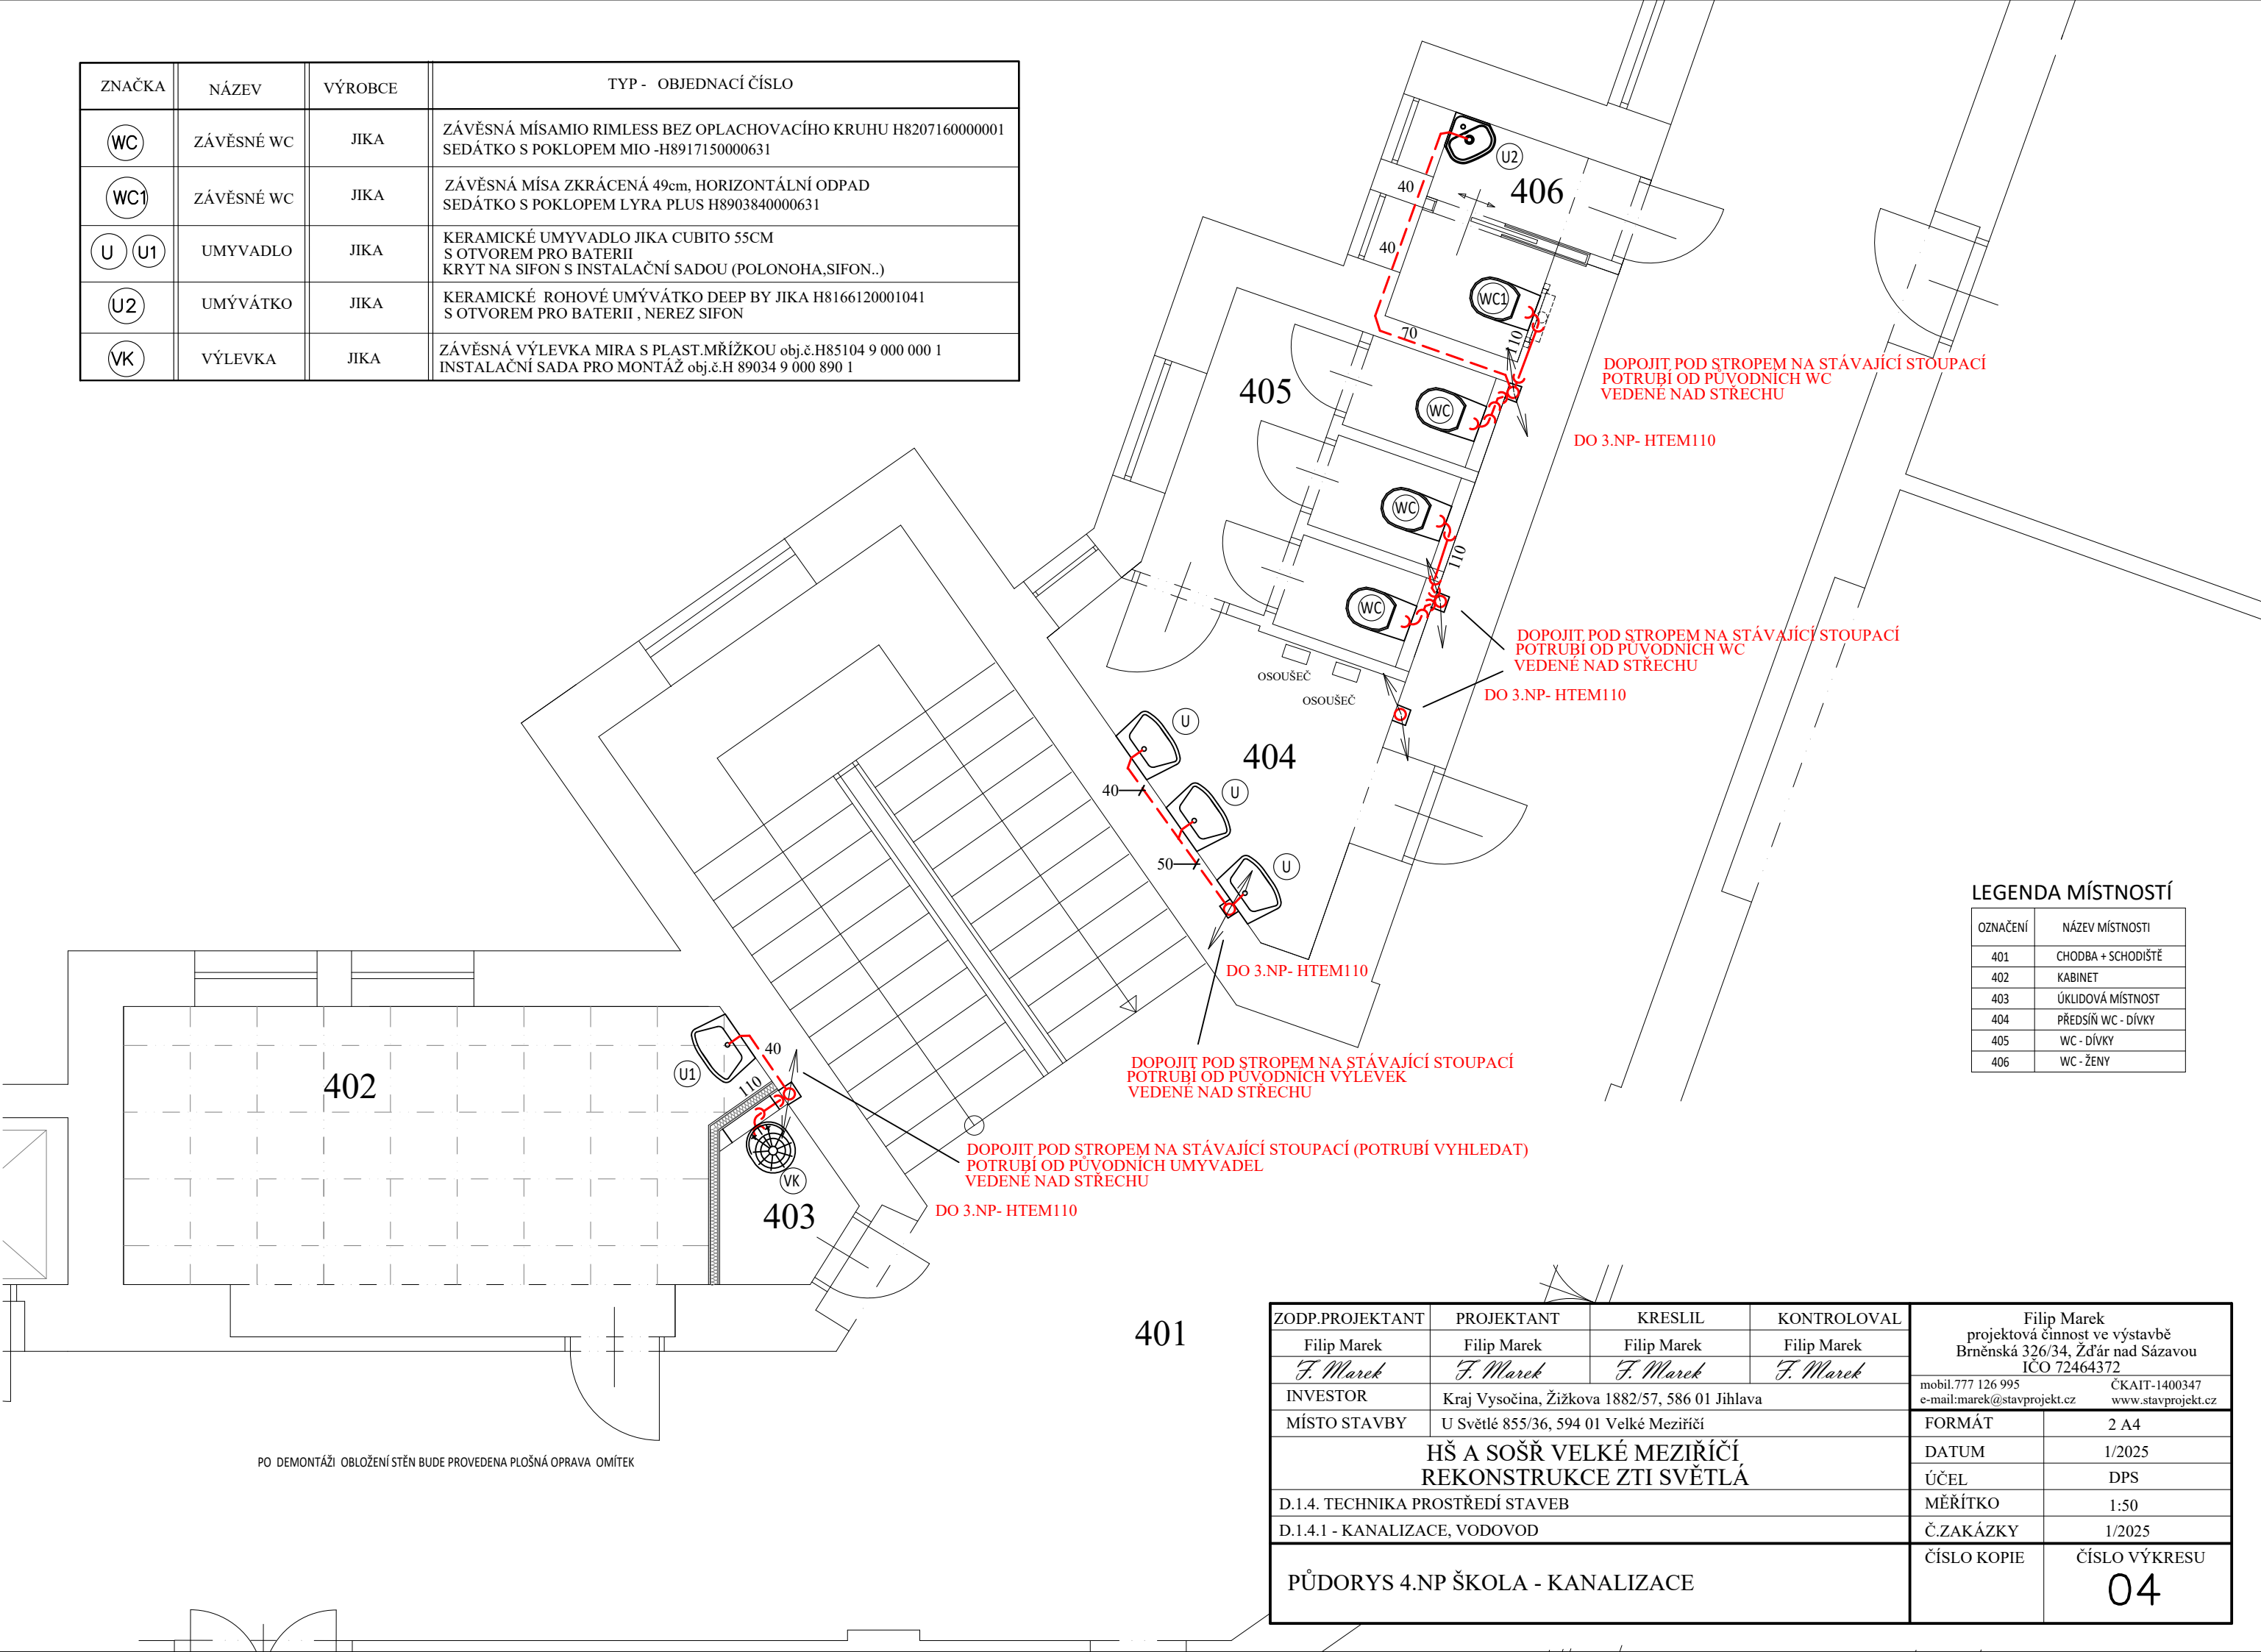 ZNAČKA NÁZEV VÝROBCE TYP - OBJEDNACÍ ČÍSLO
WC ZÁVĚSNÉ WC JIKA ZÁVĚSNÁ MÍSAMIO RIMLESS BEZ OPLACHOVACÍHO KRUHU H8207160000001
SEDÁTKO S POKLOPEM MIO -H8917150000631
WC1 ZÁVĚSNÉ WC JIKA ZÁVĚSNÁ MÍSA ZKRÁCENÁ 49cm, HORIZONTÁLNÍ ODPAD
SEDÁTKO S POKLOPEM LYRA PLUS H8903840000631
U U1 UMYVADLO JIKA KERAMICKÉ UMYVADLO JIKA CUBITO 55CM
S OTVOREM PRO BATERII
KRYT NA SIFON S INSTALAČNÍ SADOU (POLONOHA,SIFON..)
U2 UMÝVÁTKO JIKA KERAMICKÉ ROHOVÉ UMÝVÁTKO DEEP BY JIKA H8166120001041
S OTVOREM PRO BATERII , NEREZ SIFON
VK VÝLEVKA JIKA ZÁVĚSNÁ VÝLEVKA MIRA S PLAST.MŘÍŽKOU obj.č.H85104 9 000 000 1
INSTALAČNÍ SADA PRO MONTÁŽ obj.č.H 89034 9 000 890 1
U2
40
406
40
WC1
70
110
DOPOJIT POD STROPEM NA STÁVAJÍCÍ STOUPACÍ
POTRUBÍ OD PŮVODNÍCH WC
VEDENÉ NAD STŘECHU
405
WC
DO 3.NP- HTEM110
WC
110
WC
DOPOJIT POD STROPEM NA STÁVAJÍCÍ STOUPACÍ
POTRUBÍ OD PŮVODNÍCH WC
VEDENÉ NAD STŘECHU
OSOUŠEČ
OSOUŠEČ
DO 3.NP- HTEM110
U
404
40
U
50
U
DO 3.NP- HTEM110
LEGENDA MÍSTNOSTÍ
OZNAČENÍ NÁZEV MÍSTNOSTI
401 CHODBA + SCHODIŠTĚ
402 KABINET
403 ÚKLIDOVÁ MÍSTNOST
404 PŘEDSÍŇ WC - DÍVKY
405 WC - DÍVKY
406 WC - ŽENY
DOPOJIT POD STROPEM NA STÁVAJÍCÍ STOUPACÍ
POTRUBÍ OD PŮVODNÍCH VÝLEVEK
VEDENÉ NAD STŘECHU
402
U1
40
110
VK
403
DOPOJIT POD STROPEM NA STÁVAJÍCÍ STOUPACÍ (POTRUBÍ VYHLEDAT)
POTRUBÍ OD PŮVODNÍCH UMYVADEL
VEDENÉ NAD STŘECHU
DO 3.NP- HTEM110
401
PO DEMONTÁŽI OBLOŽENÍ STĚN BUDE PROVEDENA PLOŠNÁ OPRAVA OMÍTEK
ZODP.PROJEKTANT PROJEKTANT KRESLIL KONTROLOVAL
Filip Marek Filip Marek Filip Marek Filip Marek
F. Marek F. Marek F. Marek F. Marek
INVESTOR Kraj Vysočina, Žižkova 1882/57, 586 01 Jihlava
MÍSTO STAVBY U Světlé 855/36, 594 01 Velké Meziříčí
HŠ A SOŠŘ VELKÉ MEZIŘÍČÍ
REKONSTRUKCE ZTI SVĚTLÁ
D.1.4. TECHNIKA PROSTŘEDÍ STAVEB
D.1.4.1 - KANALIZACE, VODOVOD
PŮDORYS 4.NP ŠKOLA - KANALIZACE
Filip Marek
projektová činnost ve výstavbě
Brněnská 326/34, Žďár nad Sázavou
IČO 72464372
mobil.777 126 995 ČKAIT-1400347
e-mail:marek@stavprojekt.cz www.stavprojekt.cz
FORMÁT 2 A4
DATUM 1/2025
ÚČEL DPS
MĚŘÍTKO 1:50
Č.ZAKÁZKY 1/2025
ČÍSLO KOPIE ČÍSLO VÝKRESU
04